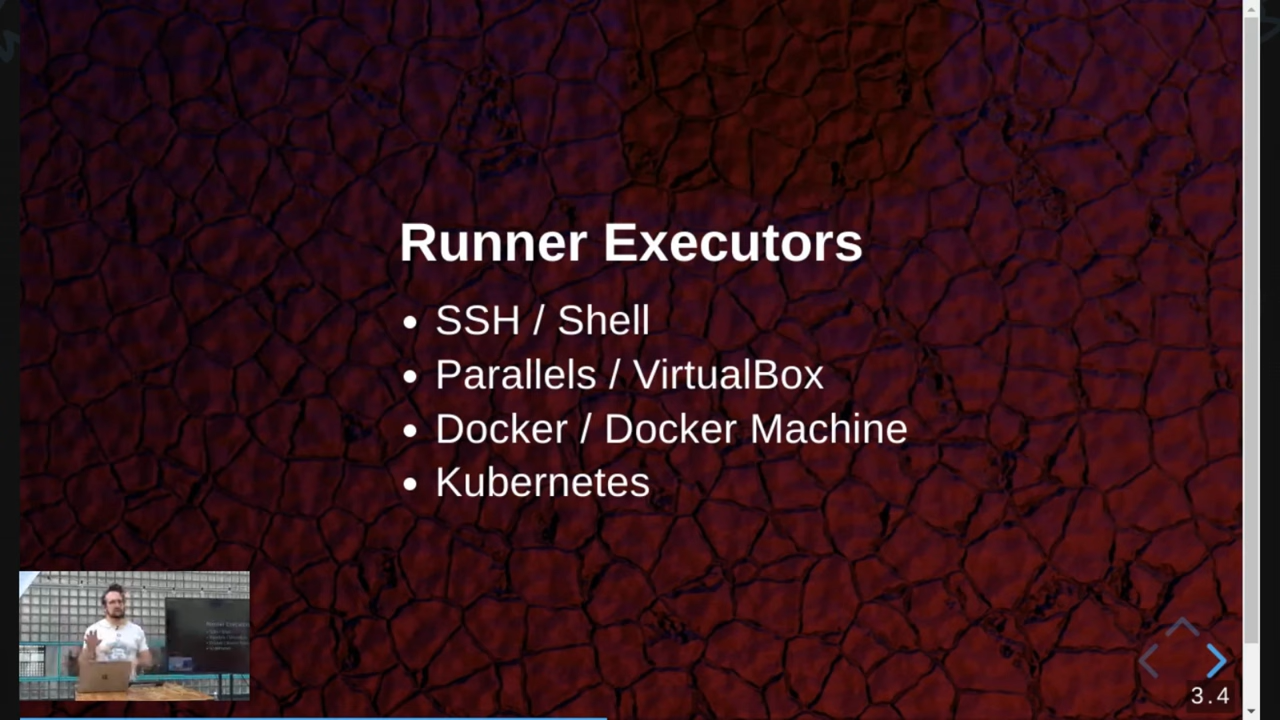 Runner Executors
SSH / Shell
Parallels / VirtualBox
Docker / Docker Machine
Kubernetes
3.4